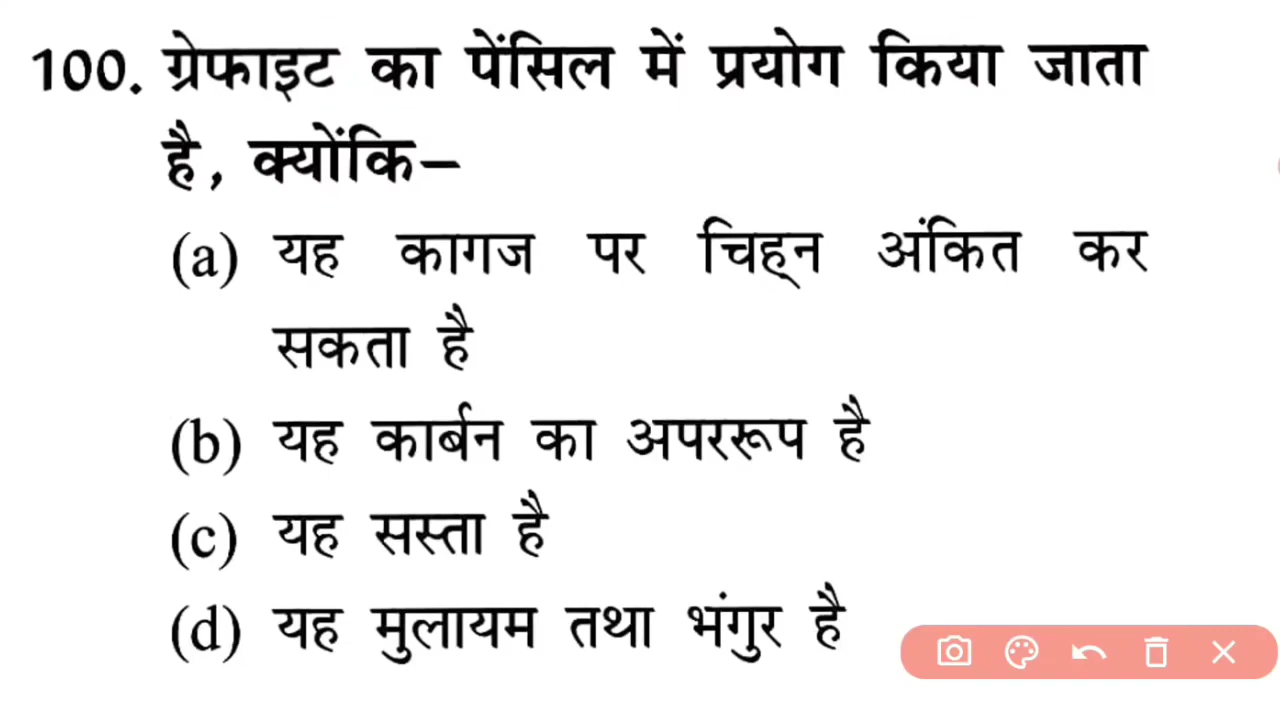 100. ग्रेफाइट का पेंसिल में प्रयोग किया जाता
है, क्योंकि–
(a) यह कागज पर चिह्न अंकित कर
सकता है
(b) यह कार्बन का अपररूप है
(c) यह सस्ता है
(d) यह मुलायम तथा भंगुर है